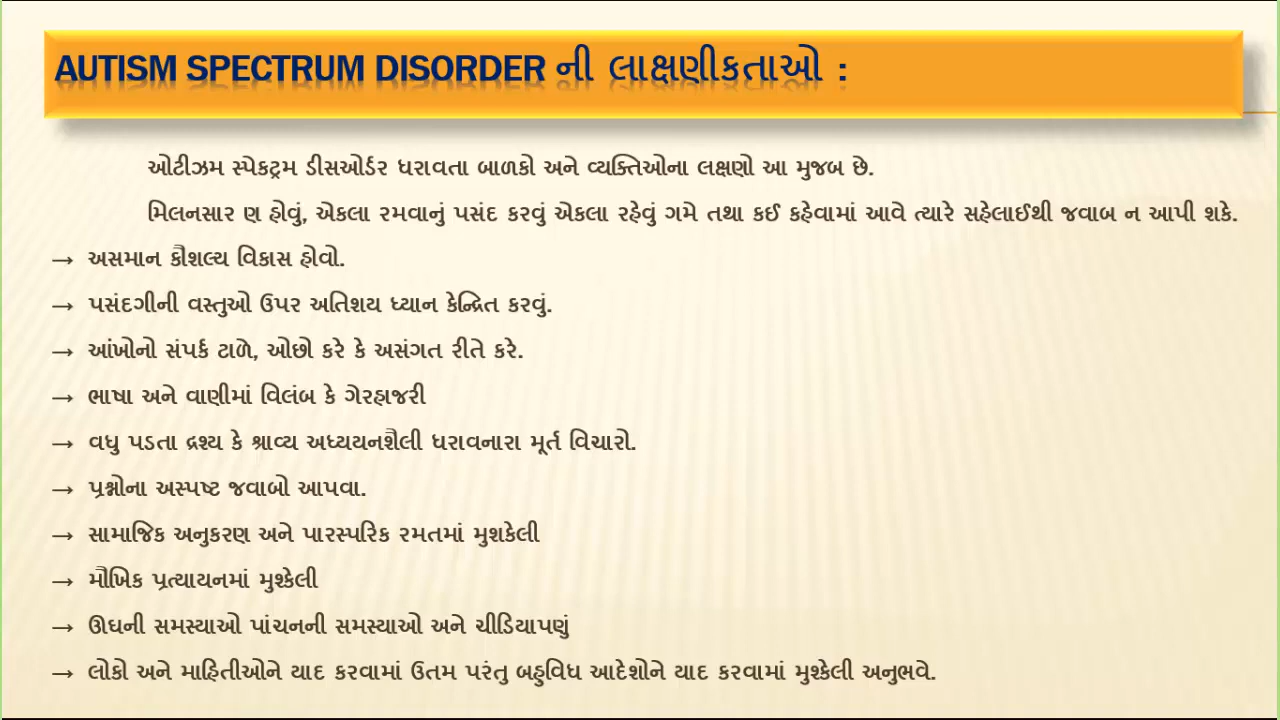 AUTISM SPECTRUM DISORDER ની લાક્ષણીકતાઓ :
ઓટીઝમ સ્પેકટ્રમ ડીસઓર્ડર ધરાવતા બાળકો અને વ્યક્તિઓના લક્ષણો આ મુજબ છે.
મિલનસાર ણ હોવું, એકલા રમવાનું પસંદ કરવું એકલા રહેવું ગમે તથા કઈ કહેવામાં આવે ત્યારે સહેલાઈથી જવાબ ન આપી શકે.
→ અસમાન કૌશલ્ય વિકાસ હોવો.
→ પસંદગીની વસ્તુઓ ઉપર અતિશય ધ્યાન કેન્દ્રિત કરવું.
→ આંખોનો સંપર્ક ટાળે, ઓછો કરે કે અસંગત રીતે કરે.
→ ભાષા અને વાણીમાં વિલંબ કે ગેરહાજરી
→ વધુ પડતા દ્રશ્ય કે શ્રાવ્ય અધ્યયનશૈલી ધરાવનારા મૂર્ત વિચારો.
→ પ્રશ્નોના અસ્પષ્ટ જવાબો આપવા.
→ સામાજિક અનુકરણ અને પારસ્પરિક રમતમાં મુશકેલી
→ મૌખિક પ્રત્યાયનમાં મુશ્કેલી
→ ઊઘની સમસ્યાઓ પાંચનની સમસ્યાઓ અને ચીડિયાપણું
→ લોકો અને માહિતીઓને યાદ કરવામાં ઉતમ પરંતુ બહુવિધ આદેશોને યાદ કરવામાં મુશ્કેલી અનુભવે.